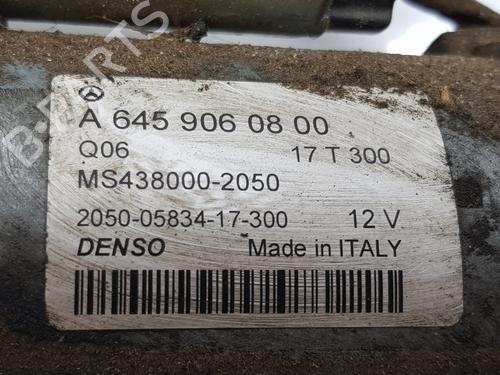 A 645 906 08 00
Q06 17 T 300
MS438000-2050
2050-05834-17-300 12 V
DENSO Made in ITALY
B-PARTS